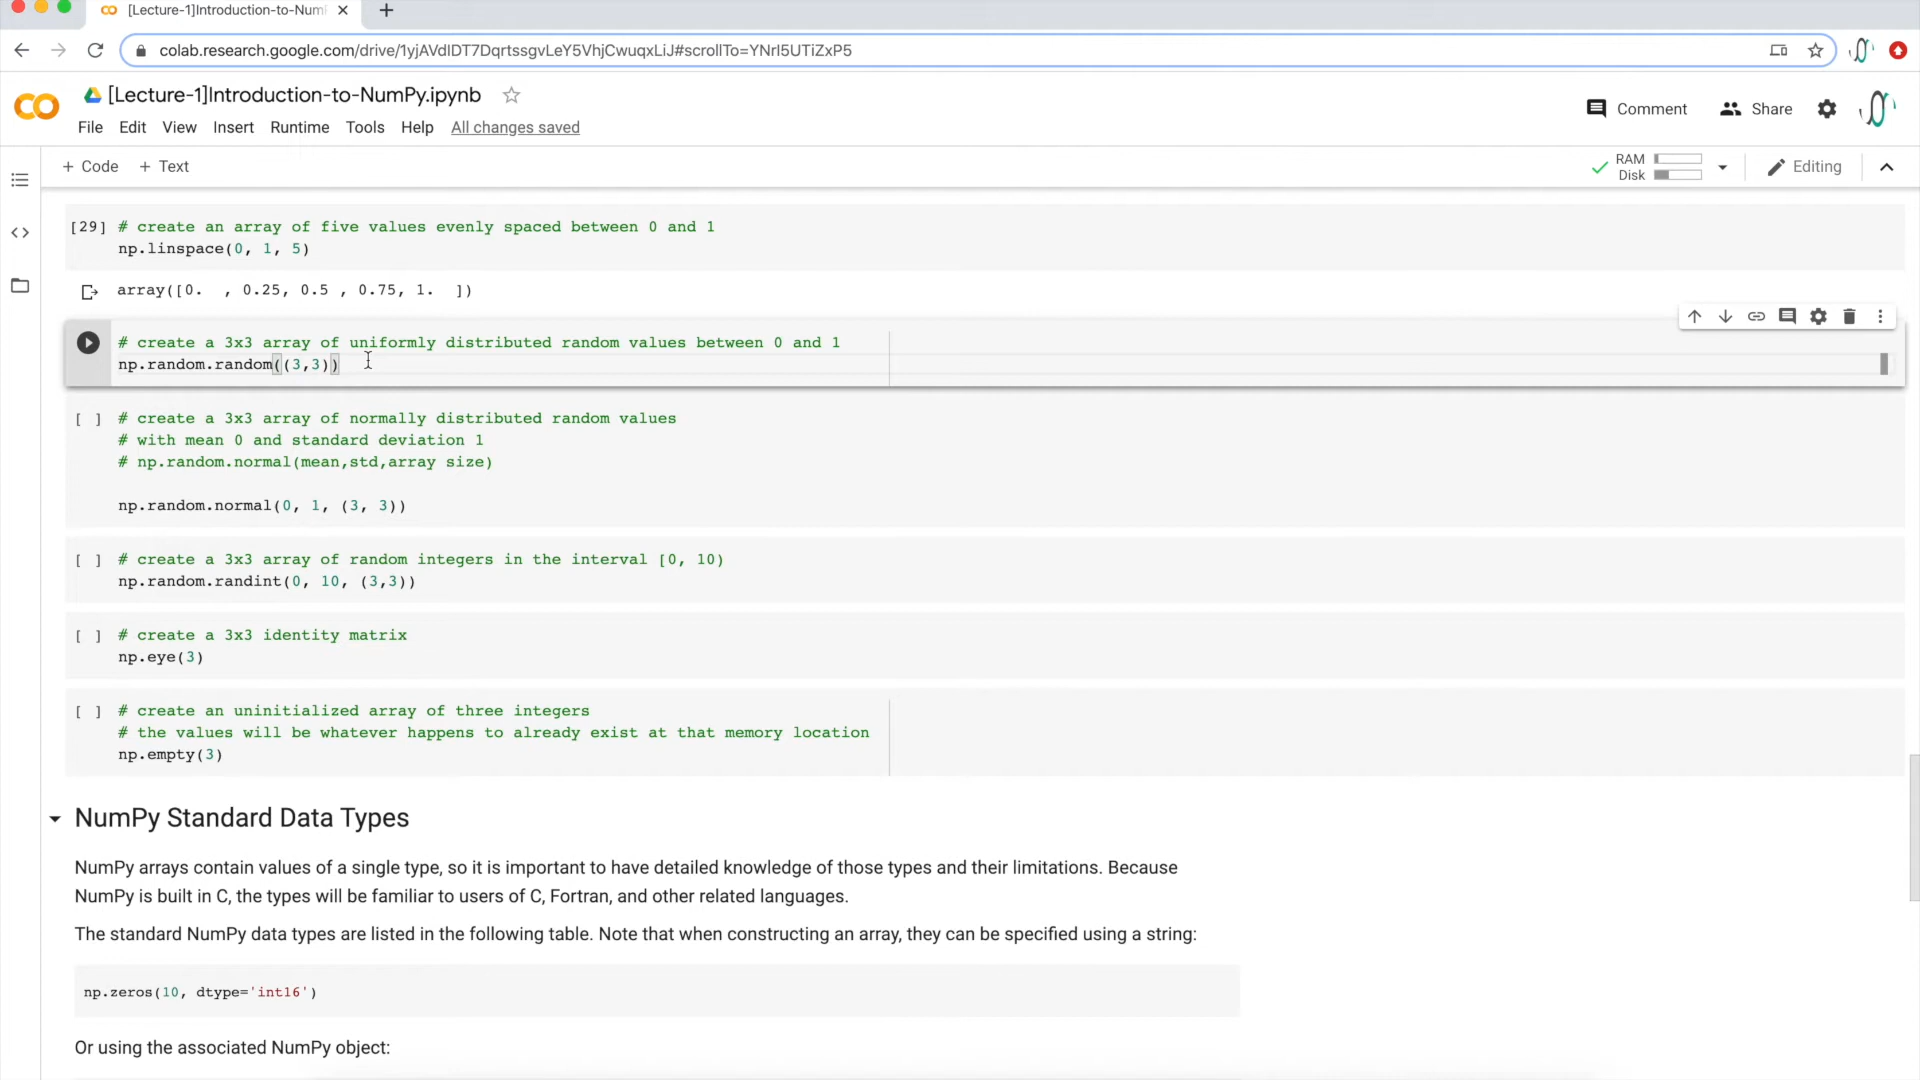 [Lecture-1]Introduction-to-Num
colab.research.google.com/drive/1yjAVdIDT7DqrtssgvLeY5VhjCwuqxLiJ#scrollTo=YNrI5UTiZxP5
[Lecture-1]Introduction-to-NumPy.ipynb
Comment
Share
File Edit View Insert Runtime Tools Help All changes saved
+ Code + Text
RAM
Disk
Editing
[29] # create an array of five values evenly spaced between 0 and 1
np.linspace(0, 1, 5)
array([0.  , 0.25, 0.5 , 0.75, 1.  ])
# create a 3x3 array of uniformly distributed random values between 0 and 1
np.random.random((3,3))
[ ] # create a 3x3 array of normally distributed random values
# with mean 0 and standard deviation 1
# np.random.normal(mean,std,array size)
np.random.normal(0, 1, (3, 3))
[ ] # create a 3x3 array of random integers in the interval [0, 10)
np.random.randint(0, 10, (3,3))
[ ] # create a 3x3 identity matrix
np.eye(3)
[ ] # create an uninitialized array of three integers
# the values will be whatever happens to already exist at that memory location
np.empty(3)
NumPy Standard Data Types
NumPy arrays contain values of a single type, so it is important to have detailed knowledge of those types and their limitations. Because
NumPy is built in C, the types will be familiar to users of C, Fortran, and other related languages.
The standard NumPy data types are listed in the following table. Note that when constructing an array, they can be specified using a string:
np.zeros(10, dtype='int16')
Or using the associated NumPy object: